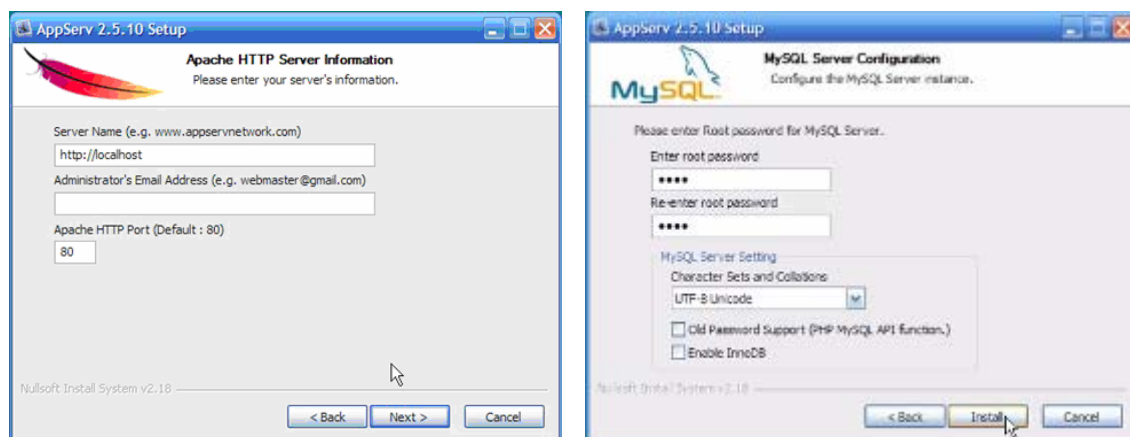 AppServ 2.5.10 Setup
Apache HTTP Server Information
Please enter your server's information.
Server Name (e.g. www.appservnetwork.com)
http://localhost
Administrator's Email Address (e.g. webmaster@gmail.com)
Apache HTTP Port (Default : 80)
80
Nullsoft Install System v2.18
< Back
Next >
Cancel
AppServ 2.5.10 Setup
MySQL
MySQL Server Configuration
Configure the MySQL Server instance.
Please enter Root password for MySQL Server.
Enter root password
••••
Re-enter root password
••••
MySQL Server Setting
Character Sets and Collations
UTF-8 Unicode
Old Password Support (PHP MySQL API function.)
Enable InnoDB
Nullsoft Install System v2.18
< Back
Install
Cancel